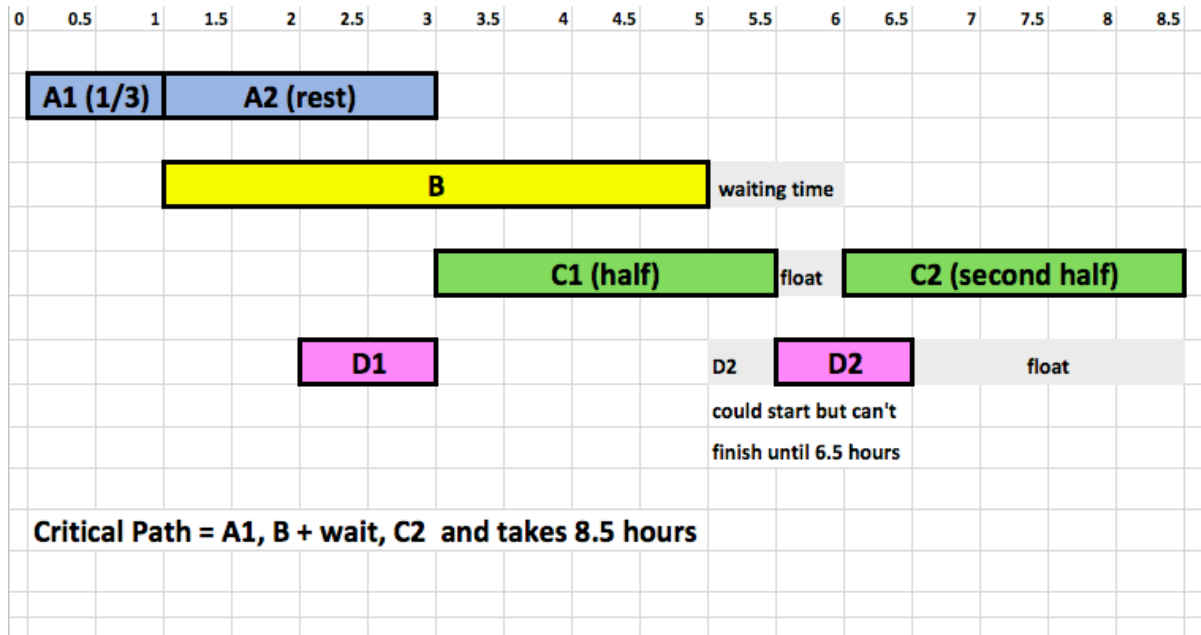 0 0.5 1 1.5 2 2.5 3 3.5 4 4.5 5 5.5 6 6.5 7 7.5 8 8.5
A1 (1/3) A2 (rest)
B waiting time
C1 (half) float C2 (second half)
D1 D2 D2 float
could start but can't
finish until 6.5 hours
Critical Path = A1, B + wait, C2 and takes 8.5 hours